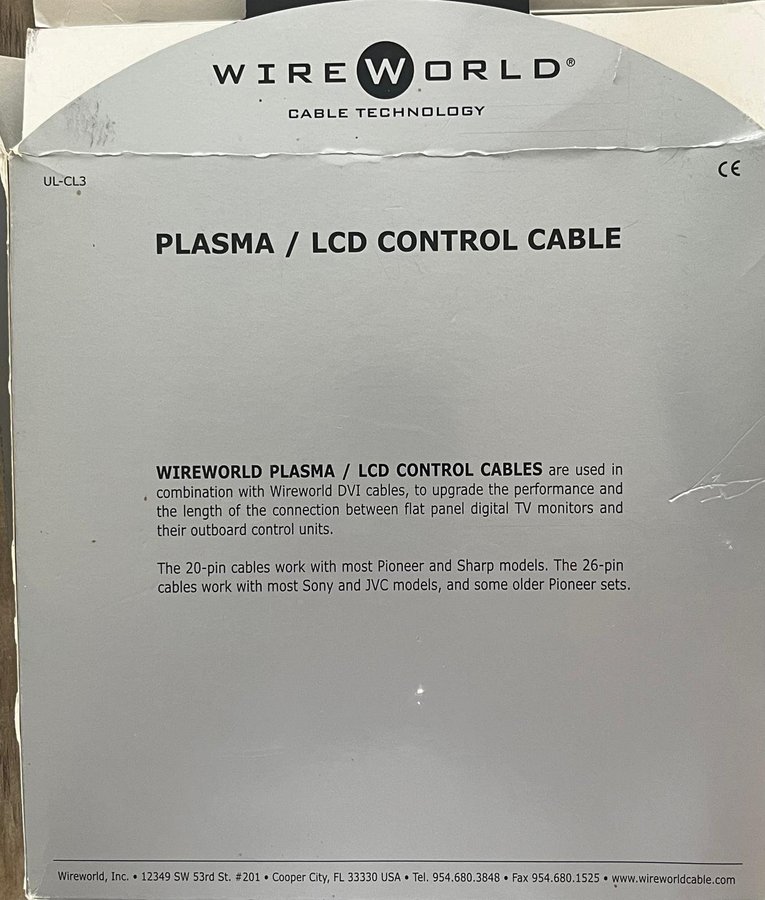 WIREWORLD®
CABLE TECHNOLOGY
UL-CL3
CE
PLASMA / LCD CONTROL CABLE
WIREWORLD PLASMA / LCD CONTROL CABLES are used in
combination with Wireworld DVI cables, to upgrade the performance and
the length of the connection between flat panel digital TV monitors and
their outboard control units.
The 20-pin cables work with most Pioneer and Sharp models. The 26-pin
cables work with most Sony and JVC models, and some older Pioneer sets.
Wireworld, Inc. • 12349 SW 53rd St. #201 • Cooper City, FL 33330 USA • Tel. 954.680.3848 • Fax 954.680.1525 • www.wireworldcable.com